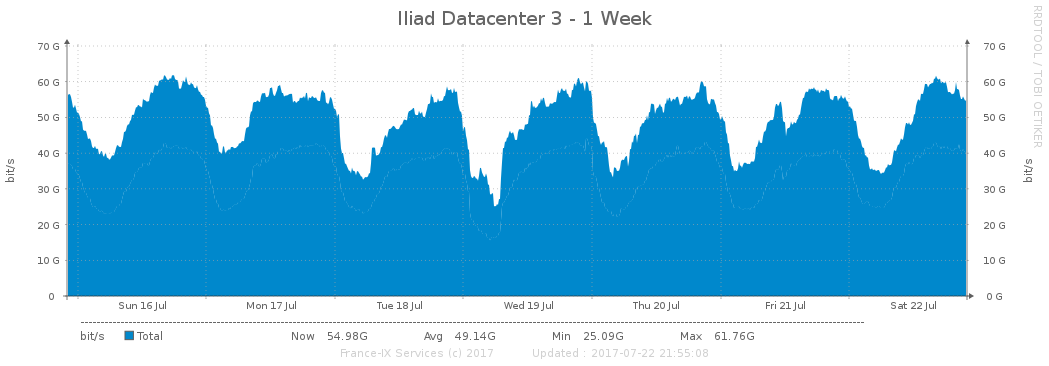 Iliad Datacenter 3 - 1 Week
RRDTOOL / TOBI OETIKER
bit/s
70 G 70 G
60 G 60 G
50 G 50 G
40 G 40 G
30 G 30 G
20 G 20 G
10 G 10 G
0 0 G
bit/s
Sun 16 Jul Mon 17 Jul Tue 18 Jul Wed 19 Jul Thu 20 Jul Fri 21 Jul Sat 22 Jul
bit/s Total Now 54.98G Avg 49.14G Min 25.09G Max 61.76G
France-IX Services (c) 2017 Updated : 2017-07-22 21:55:08